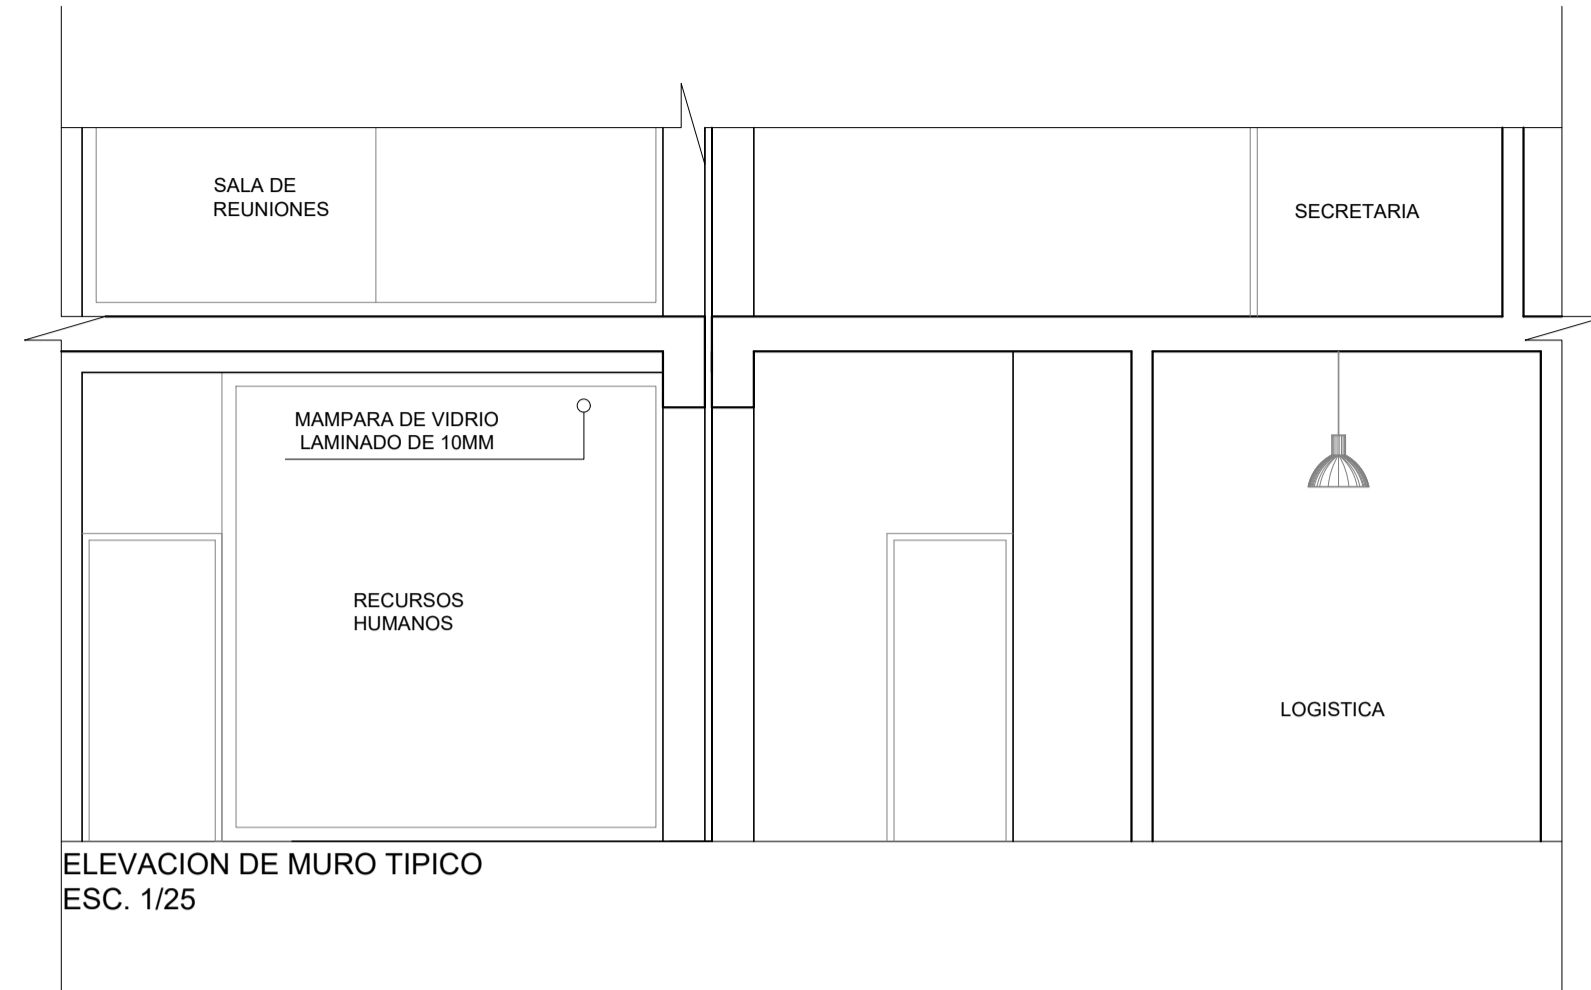 SALA DE
REUNIONES
SECRETARIA
MAMPARA DE VIDRIO
LAMINADO DE 10MM
RECURSOS
HUMANOS
LOGISTICA
ELEVACION DE MURO TIPICO
ESC. 1/25